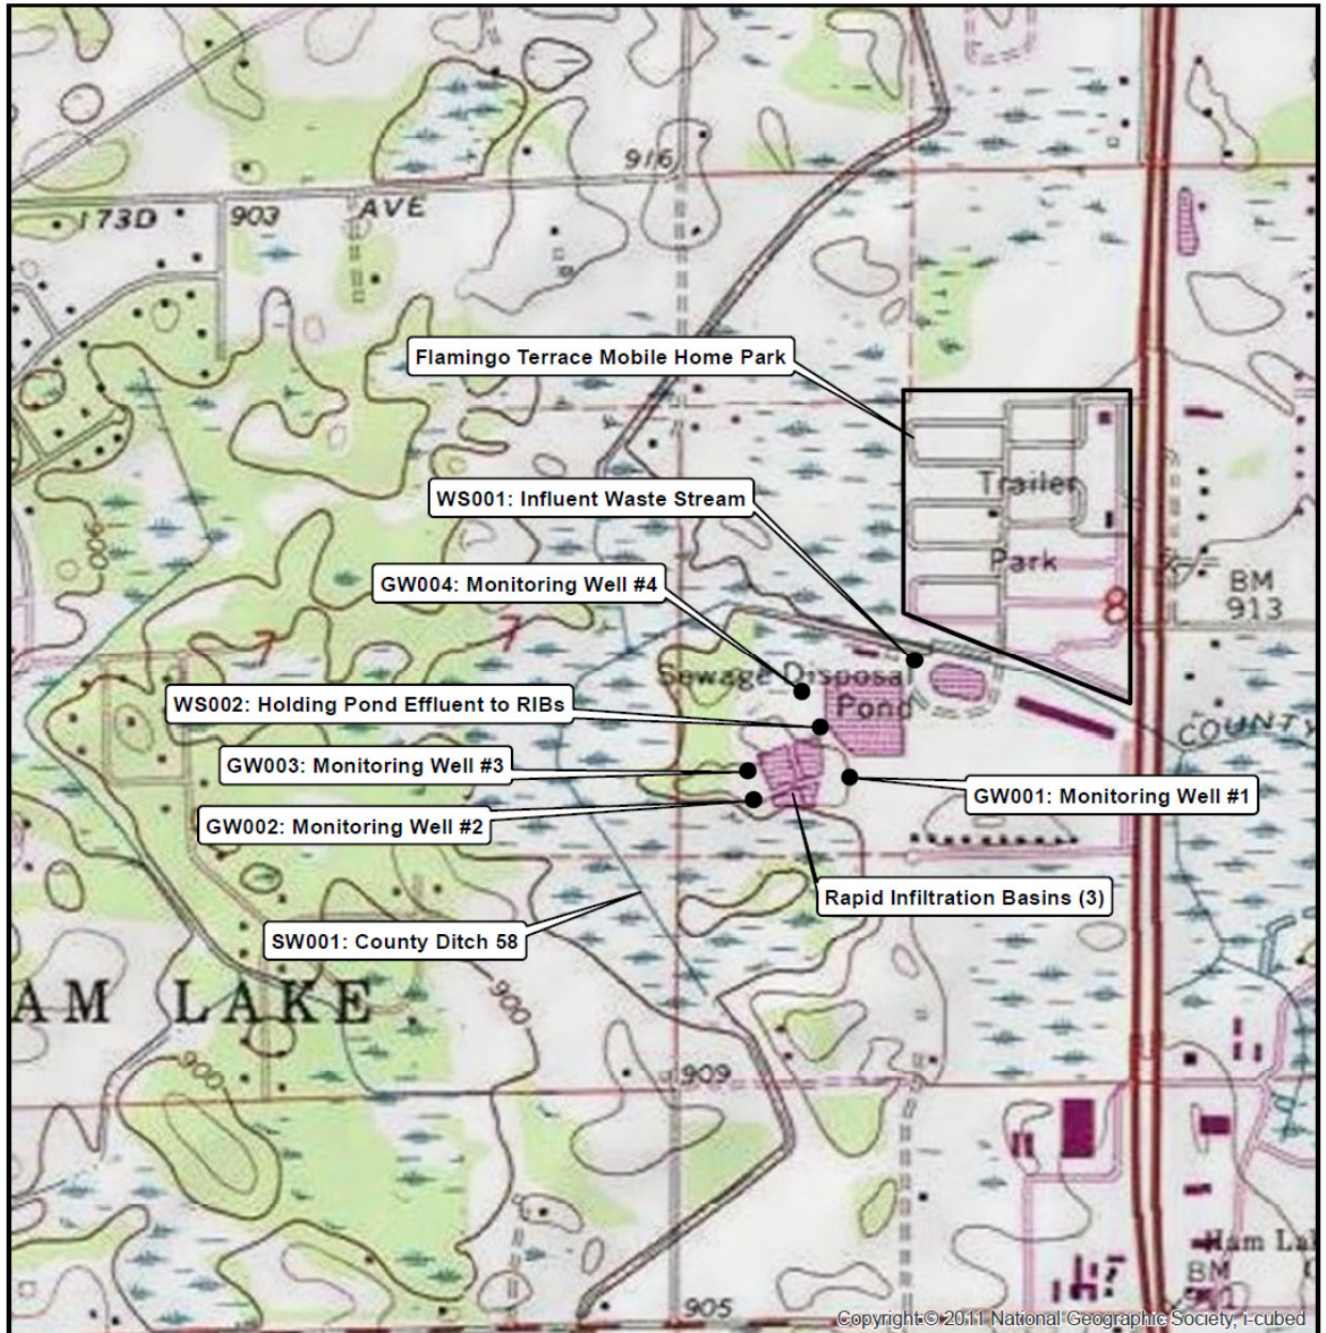 916
173D
903
AVE
Flamingo Terrace Mobile Home Park
Trailer
WS001: Influent Waste Stream
900
Park
GW004: Monitoring Well #4
BM
913
8
7
7
Sewage Disposal
Pond
WS002: Holding Pond Effluent to RIBs
COUNTY
GW003: Monitoring Well #3
GW001: Monitoring Well #1
GW002: Monitoring Well #2
Rapid Infiltration Basins (3)
SW001: County Ditch 58
AM LAKE
900
900
909
Ham La
BM
905
Copyright:© 2011 National Geographic Society, i-cubed